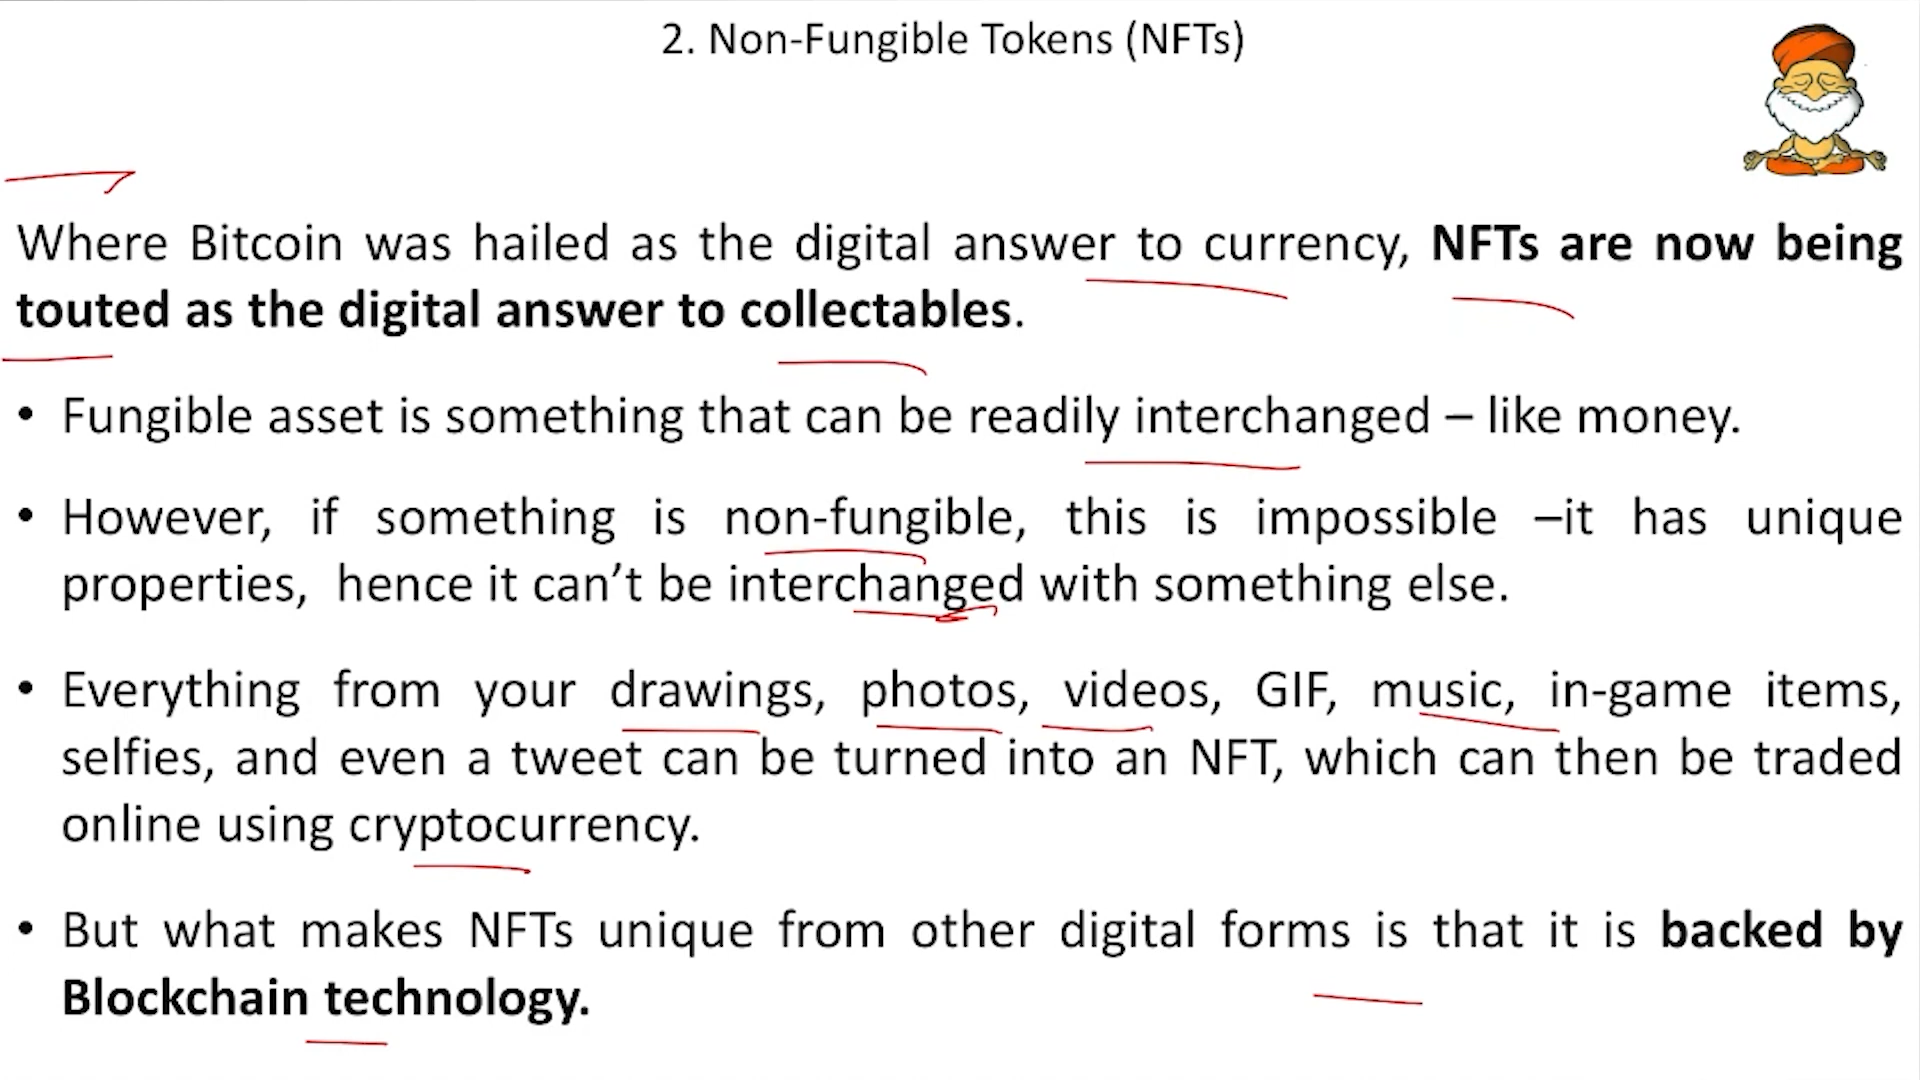 2. Non-Fungible Tokens (NFTs)
Where Bitcoin was hailed as the digital answer to currency, NFTs are now being
touted as the digital answer to collectables.
• Fungible asset is something that can be readily interchanged – like money.
• However, if something is non-fungible, this is impossible –it has unique
properties, hence it can’t be interchanged with something else.
• Everything from your drawings, photos, videos, GIF, music, in-game items,
selfies, and even a tweet can be turned into an NFT, which can then be traded
online using cryptocurrency.
• But what makes NFTs unique from other digital forms is that it is backed by
Blockchain technology.